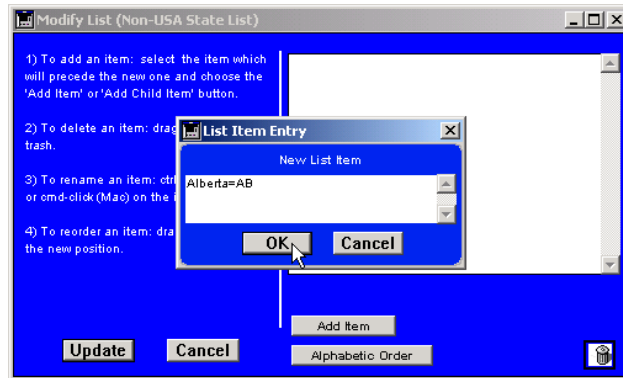 Modify List (Non-USA State List)
1) To add an item: select the item which
will precede the new one and choose the
'Add Item' or 'Add Child Item' button.
2) To delete an item: drag
trash.
3) To rename an item: ctrl
or cmd-click (Mac) on the i
4) To reorder an item: dra
the new position.
List Item Entry
New List Item
Alberta=AB
OK
Cancel
Add Item
Update
Cancel
Alphabetic Order